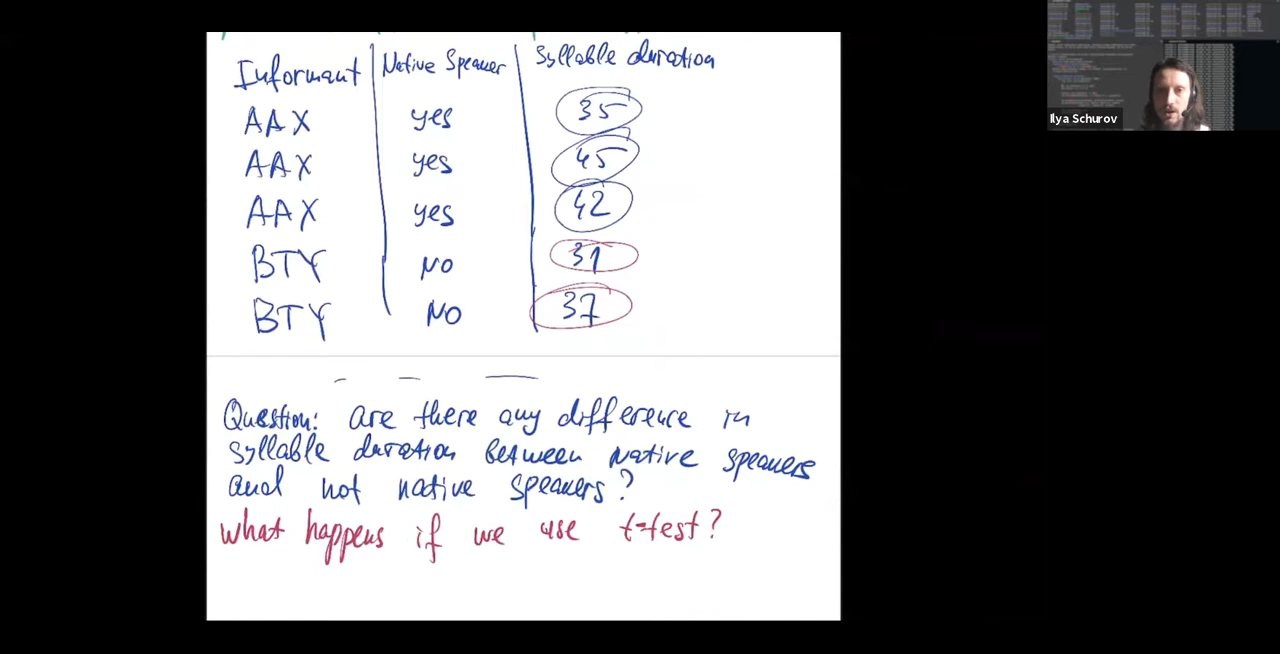 Informant Native Speaker Syllable duration
AAX yes 35
AAX yes 45
AAX yes 42
BTY NO 31
BTY NO 37
Question: are there any difference in
syllable duration between native speakers
and not native speakers?
What happens if we use t-test?
Ilya Schurov